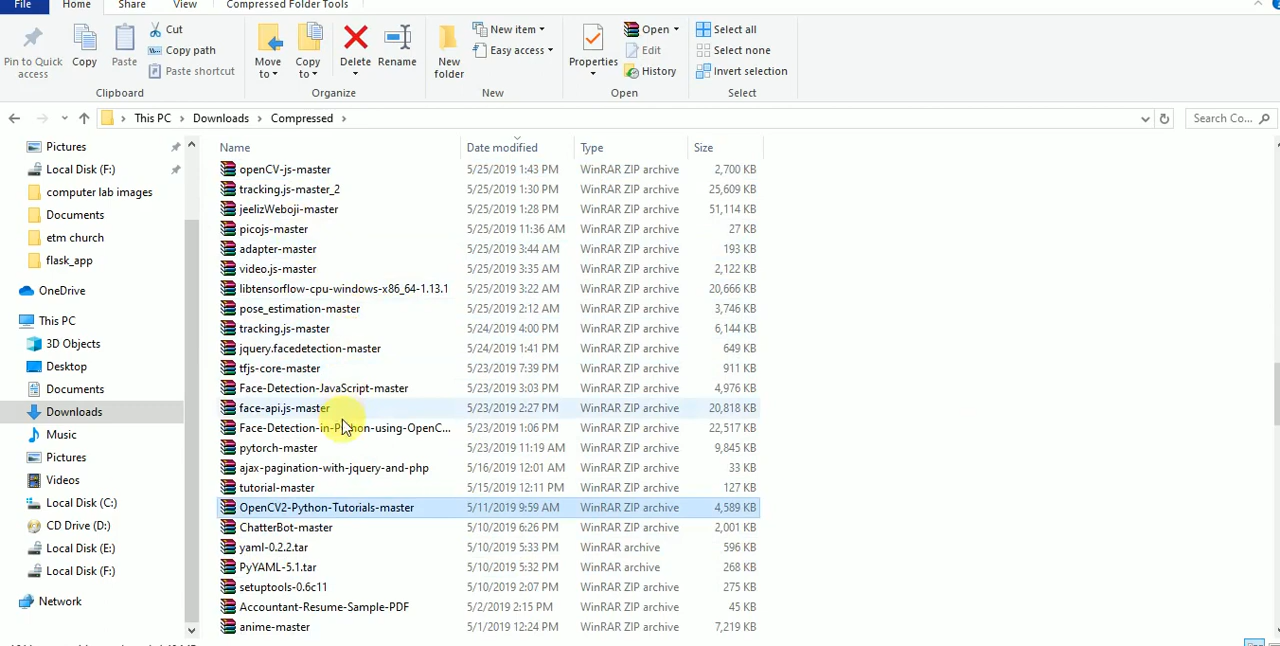 File Home Share View Compressed Folder Tools
Pin to Quick access
Copy
Paste
Cut
Copy path
Paste shortcut
Clipboard
Move to
Copy to
Delete
Rename
Organize
New folder
New item
Easy access
New
Properties
Open
Edit
History
Open
Select all
Select none
Invert selection
Select
This PC Downloads Compressed
Search Co...
Pictures
Local Disk (F:)
computer lab images
Documents
etm church
flask_app
OneDrive
This PC
3D Objects
Desktop
Documents
Downloads
Music
Pictures
Videos
Local Disk (C:)
CD Drive (D:)
Local Disk (E:)
Local Disk (F:)
Network
Name Date modified Type Size
openCV-js-master 5/25/2019 1:43 PM WinRAR ZIP archive 2,700 KB
tracking.js-master_2 5/25/2019 1:30 PM WinRAR ZIP archive 25,609 KB
jeelizWeboji-master 5/25/2019 1:28 PM WinRAR ZIP archive 51,114 KB
picojs-master 5/25/2019 11:36 AM WinRAR ZIP archive 27 KB
adapter-master 5/25/2019 3:44 AM WinRAR ZIP archive 193 KB
video.js-master 5/25/2019 3:35 AM WinRAR ZIP archive 2,122 KB
libtensorflow-cpu-windows-x86_64-1.13.1 5/25/2019 3:22 AM WinRAR ZIP archive 20,666 KB
pose_estimation-master 5/25/2019 2:12 AM WinRAR ZIP archive 3,746 KB
tracking.js-master 5/24/2019 4:00 PM WinRAR ZIP archive 6,144 KB
jquery.facedetection-master 5/24/2019 1:41 PM WinRAR ZIP archive 649 KB
tfjs-core-master 5/23/2019 7:39 PM WinRAR ZIP archive 911 KB
Face-Detection-JavaScript-master 5/23/2019 3:03 PM WinRAR ZIP archive 4,976 KB
face-api.js-master 5/23/2019 2:27 PM WinRAR ZIP archive 20,818 KB
Face-Detection-in-Python-using-OpenC... 5/23/2019 1:06 PM WinRAR ZIP archive 22,517 KB
pytorch-master 5/23/2019 11:19 AM WinRAR ZIP archive 9,845 KB
ajax-pagination-with-jquery-and-php 5/16/2019 12:01 AM WinRAR ZIP archive 33 KB
tutorial-master 5/15/2019 12:11 PM WinRAR ZIP archive 127 KB
OpenCV2-Python-Tutorials-master 5/11/2019 9:59 AM WinRAR ZIP archive 4,589 KB
ChatterBot-master 5/10/2019 6:26 PM WinRAR ZIP archive 2,001 KB
yaml-0.2.2.tar 5/10/2019 5:33 PM WinRAR archive 596 KB
PyYAML-5.1.tar 5/10/2019 5:32 PM WinRAR archive 268 KB
setuptools-0.6c11 5/10/2019 2:07 PM WinRAR ZIP archive 275 KB
Accountant-Resume-Sample-PDF 5/2/2019 2:15 PM WinRAR ZIP archive 45 KB
anime-master 5/1/2019 12:24 PM WinRAR ZIP archive 7,219 KB